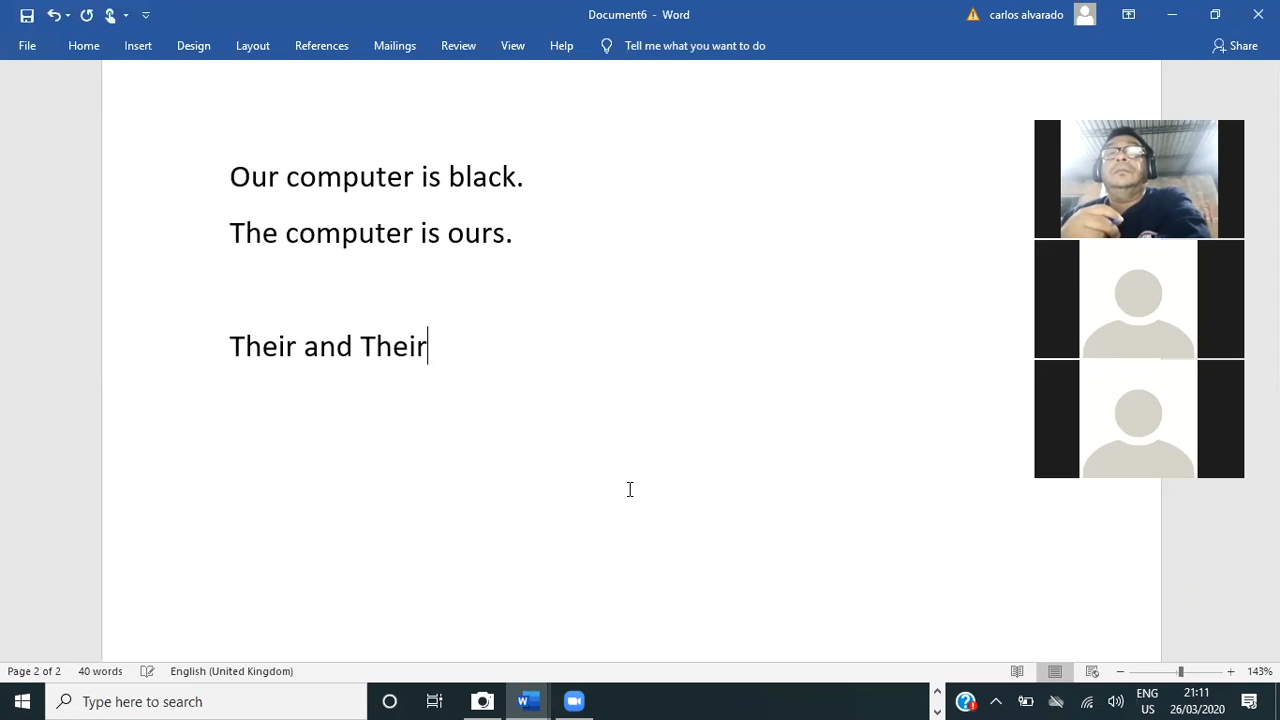 Document6 - Word
carlos alvarado
File Home Insert Design Layout References Mailings Review View Help Tell me what you want to do Share
Our computer is black.
The computer is ours.
Their and Their
Page 2 of 2 40 words English (United Kingdom) 143%
Type here to search
ENG
US
21:11
26/03/2020